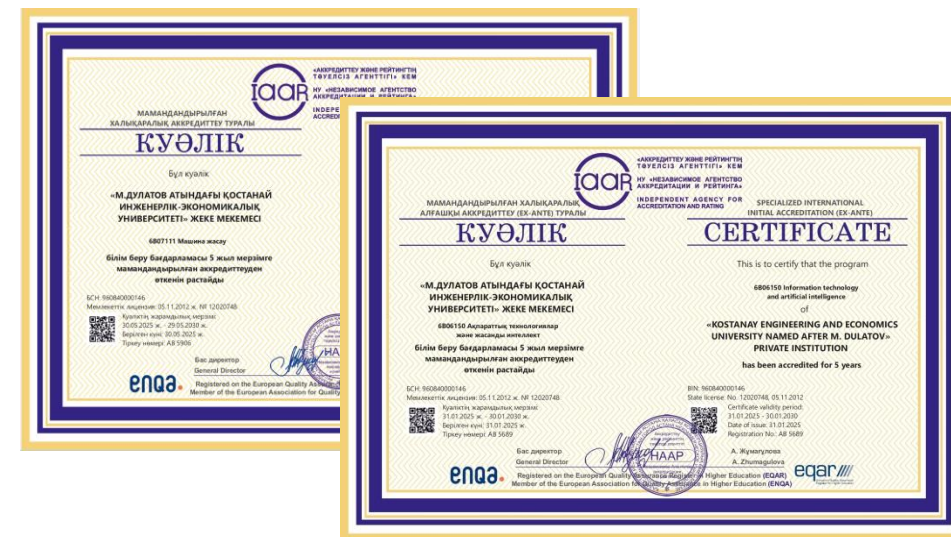 IAAR
«АККРЕДИТТЕУ ЖӘНЕ РЕЙТИНГТІҢ
ТӘУЕЛСІЗ АГЕНТТІГІ» КЕМ
НУ «НЕЗАВИСИМОЕ АГЕНТСТВО
АККРЕДИТАЦИИ И РЕЙТИНГА»
МАМАНДАНДЫРЫЛҒАН
ХАЛЫҚАРАЛЫҚ АККРЕДИТТЕУ ТУРАЛЫ
КУӘЛІК
Бұл куәлік
«М.ДУЛАТОВ АТЫНДАҒЫ ҚОСТАНАЙ
ИНЖЕНЕРЛІК-ЭКОНОМИКАЛЫҚ
УНИВЕРСИТЕТІ» ЖЕКЕ МЕКЕМЕСІ
6B07111 Машина жасау
білім беру бағдарламасы 5 жыл мерзімге
мамандандырылған аккредиттеуден
өткенін растайды
БСН: 960840000146
Мемлекеттік лицензия: 05.11.2012 ж. № 12020748
Куәліктің жарамдылық мерзімі:
30.05.2025 ж. - 29.05.2030 ж.
Берілген күні: 30.05.2025 ж.
Тіркеу нөмері: AB 5906
Бас директор
General Director
enqa.
Registered on the European Quality
Member of the European Association for Quality
IAAR
«АККРЕДИТТЕУ ЖӘНЕ РЕЙТИНГТІҢ
ТӘУЕЛСІЗ АГЕНТТІГІ» КЕМ
НУ «НЕЗАВИСИМОЕ АГЕНТСТВО
АККРЕДИТАЦИИ И РЕЙТИНГА»
INDEPENDENT AGENCY FOR
ACCREDITATION AND RATING
МАМАНДАНДЫРЫЛҒАН ХАЛЫҚАРАЛЫҚ
АЛҒАШҚЫ АККРЕДИТТЕУ (EX-ANTE) ТУРАЛЫ
КУӘЛІК
Бұл куәлік
«М.ДУЛАТОВ АТЫНДАҒЫ ҚОСТАНАЙ
ИНЖЕНЕРЛІК-ЭКОНОМИКАЛЫҚ
УНИВЕРСИТЕТІ» ЖЕКЕ МЕКЕМЕСІ
6B06150 Ақпараттық технологиялар
және жасанды интеллект
білім беру бағдарламасы 5 жыл мерзімге
мамандандырылған аккредиттеуден
өткенін растайды
БСН: 960840000146
Мемлекеттік лицензия: 05.11.2012 ж. № 12020748
Куәліктің жарамдылық мерзімі:
31.01.2025 ж. - 30.01.2030 ж.
Берілген күні: 31.01.2025 ж.
Тіркеу нөмері: AB 5689
SPECIALIZED INTERNATIONAL
INITIAL ACCREDITATION (EX-ANTE)
CERTIFICATE
This is to certify that the program
6B06150 Information technology
and artificial intelligence
of
«KOSTANAY ENGINEERING AND ECONOMICS
UNIVERSITY NAMED AFTER M. DULATOV»
PRIVATE INSTITUTION
has been accredited for 5 years
BIN: 960840000146
State license: No. 12020748, 05.11.2012
Certificate validity period:
31.01.2025 - 30.01.2030
Date of issue: 31.01.2025
Registration No.: AB 5689
Бас директор
General Director
НААР
А. Жумагулова
A. Zhumagulova
enqa.
Registered on the European Quality Assurance Register in Higher Education (EQAR)
Member of the European Association for Quality Assurance in Higher Education (ENQA)
eqar